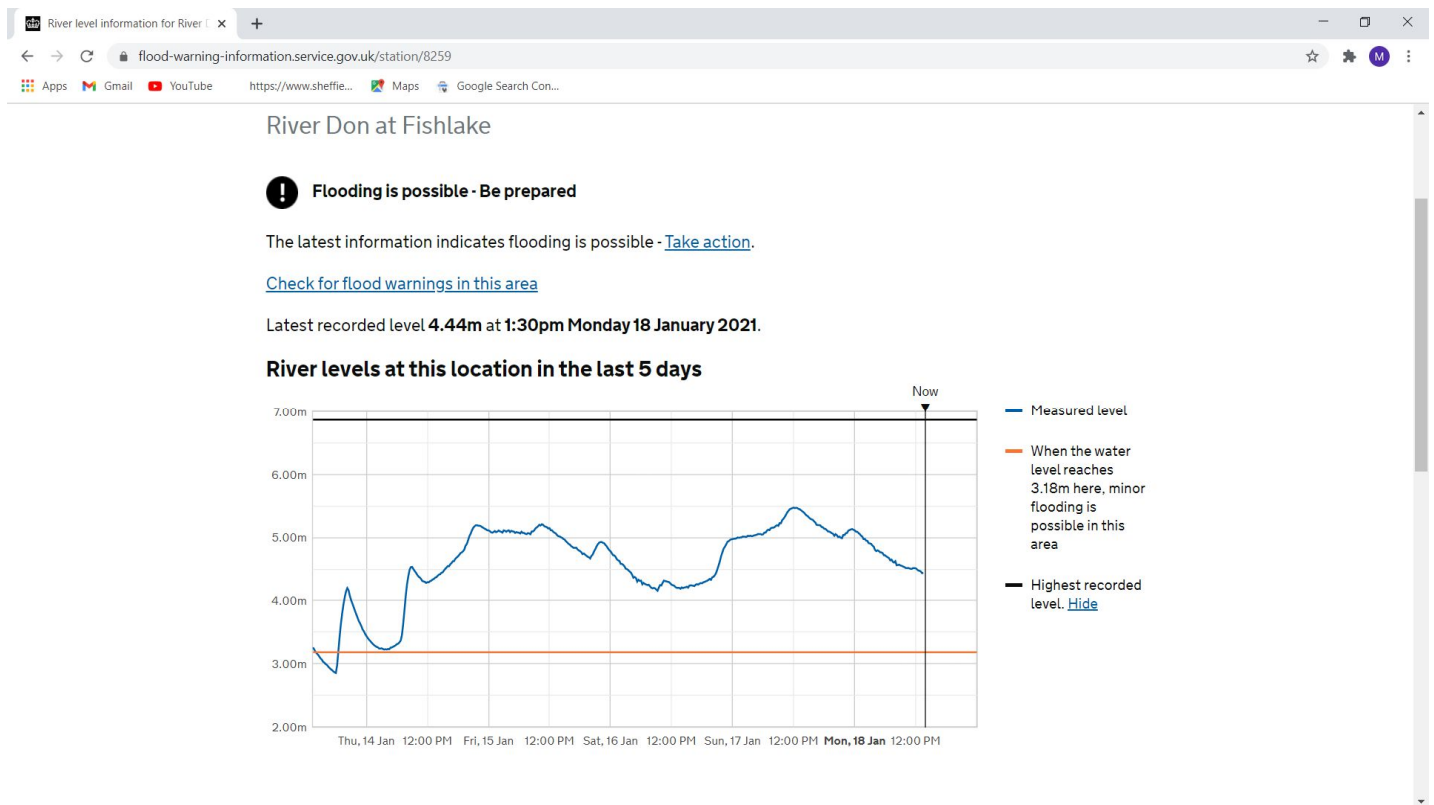 River level information for River D
flood-warning-information.service.gov.uk/station/8259
M
Apps Gmail YouTube https://www.sheffie... Maps Google Search Con...
River Don at Fishlake
Flooding is possible - Be prepared
The latest information indicates flooding is possible - Take action.
Check for flood warnings in this area
Latest recorded level 4.44m at 1:30pm Monday 18 January 2021.
River levels at this location in the last 5 days
Now
7.00m
6.00m
5.00m
4.00m
3.00m
2.00m
Thu, 14 Jan 12:00 PM Fri, 15 Jan 12:00 PM Sat, 16 Jan 12:00 PM Sun, 17 Jan 12:00 PM Mon, 18 Jan 12:00 PM
Measured level
When the water
level reaches
3.18m here, minor
flooding is
possible in this
area
Highest recorded
level. Hide